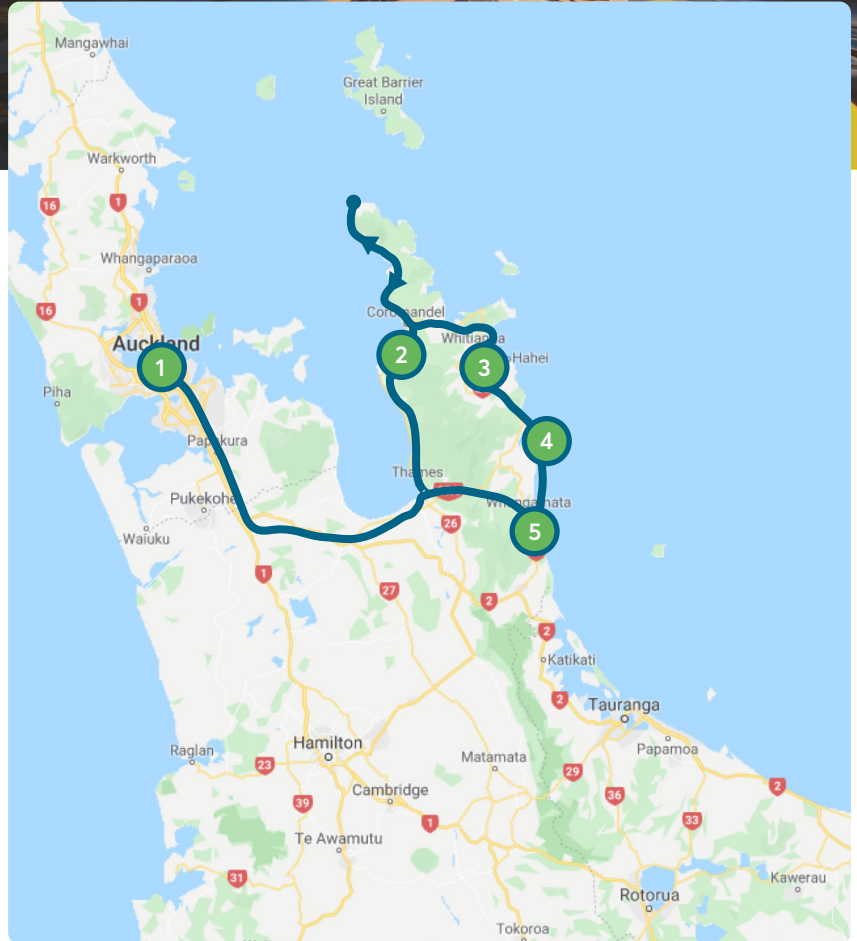 Mangawhai
Great Barrier
Island
Warkworth
16
1
Whangaparaoa
1
16
Coromandel
Auckland
Whitianga
1
2
3
Hahei
Piha
4
Papakura
Thames
Pukekohe
Whangamata
26
5
Waiuku
1
27
2
2
Katikati
2
Tauranga
Raglan
Hamilton
Papamoa
Matamata
23
29
2
Cambridge
36
39
1
33
Te Awamutu
31
Kawerau
Rotorua
Tokoroa